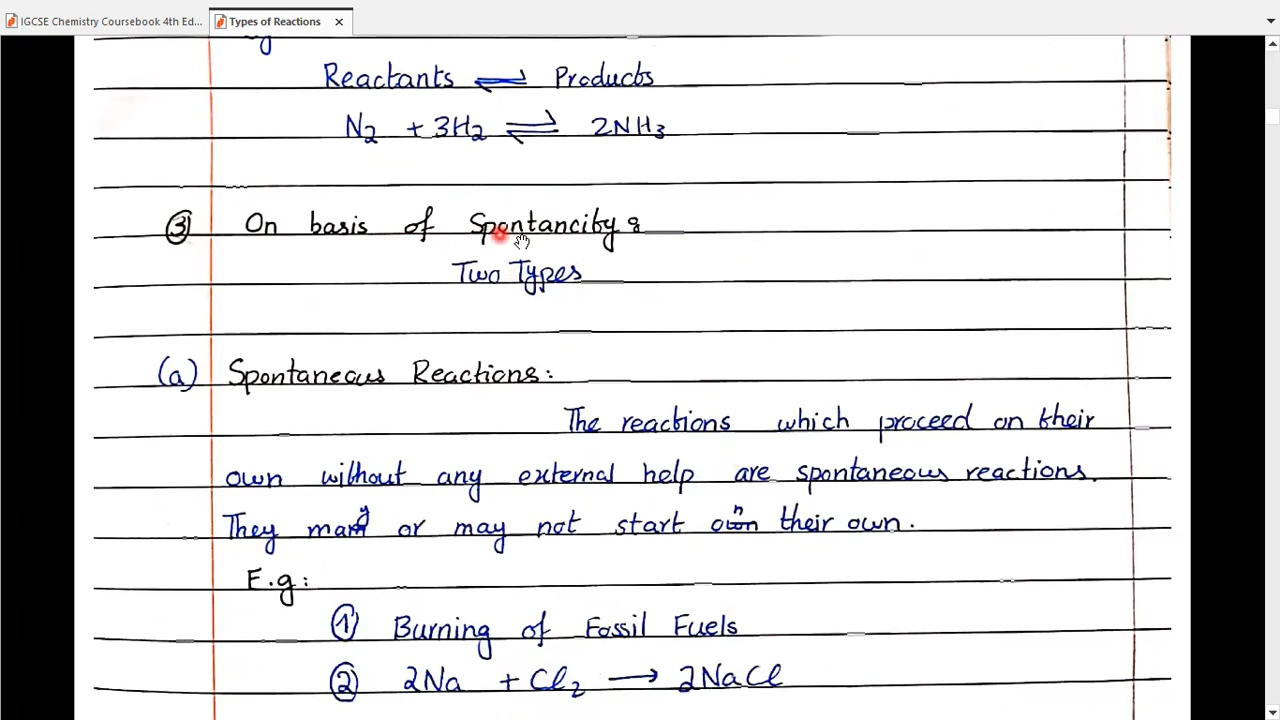 IGCSE Chemistry Coursebook 4th Ed...
Types of Reactions
Reactants ⇌ Products
N2 + 3H2 ⇌ 2NH3
③ On basis of Spontancity :
Two Types
(a) Spontaneous Reactions:
The reactions which proceed on their
own without any external help are spontaneous reactions.
They may or may not start on their own.
E.g:
① Burning of Fossil Fuels
② 2Na + Cl2 → 2NaCl